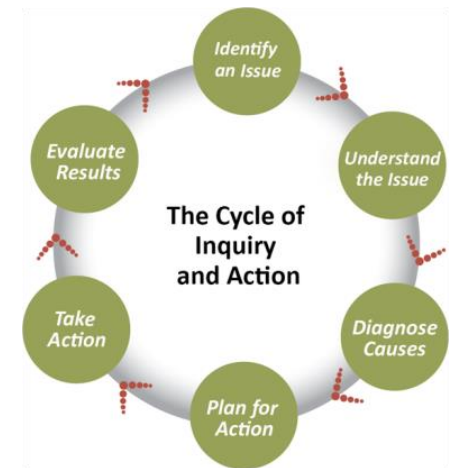 Identify
an Issue
Understand
the Issue
Diagnose
Causes
Plan for
Action
Take
Action
Evaluate
Results
The Cycle of
Inquiry
and Action